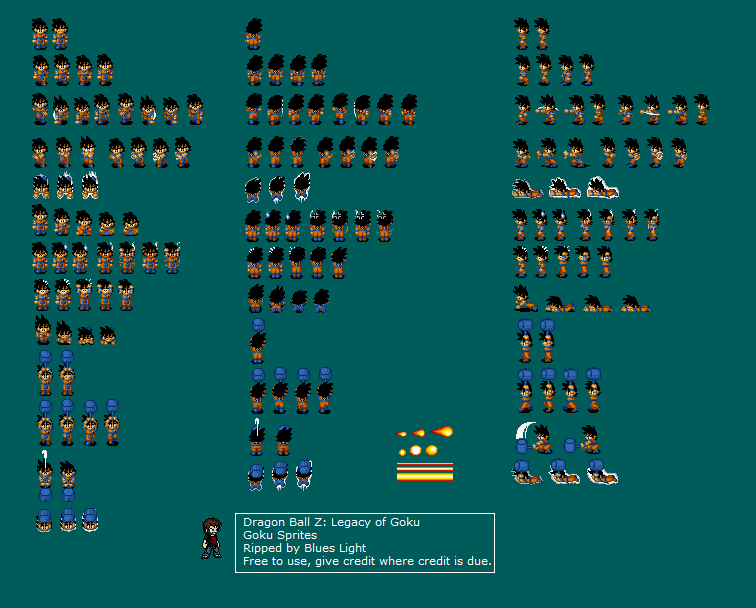 Dragon Ball Z: Legacy of Goku
Goku Sprites
Ripped by Blues Light
Free to use, give credit where credit is due.